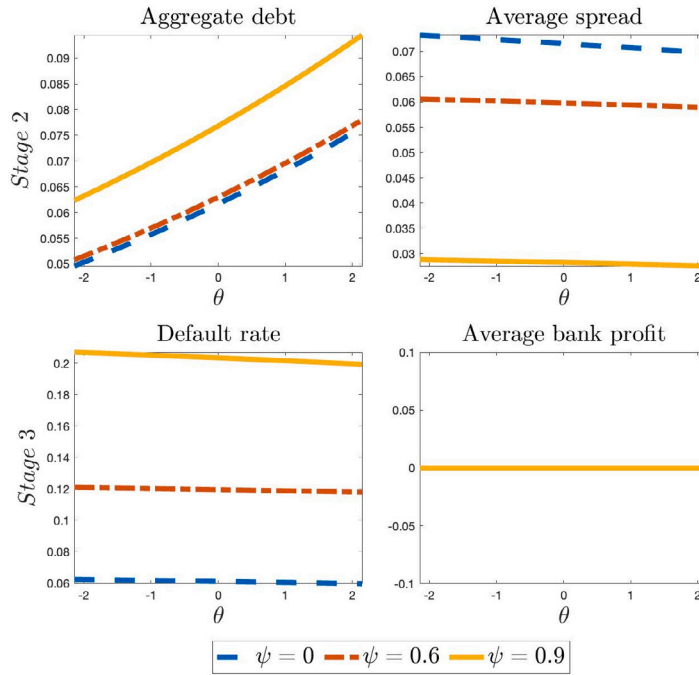 Aggregate debt
Average spread
Stage 2
0.09
0.085
0.08
0.075
0.07
0.065
0.06
0.055
0.05
-2 -1 0 1 2
θ
0.07
0.065
0.06
0.055
0.05
0.045
0.04
0.035
0.03
-2 -1 0 1 2
θ
Default rate
Average bank profit
Stage 3
0.2
0.18
0.16
0.14
0.12
0.1
0.08
0.06
-2 -1 0 1 2
θ
0.1
0.05
0
-0.05
-0.1
-2 -1 0 1 2
θ
ψ = 0 ψ = 0.6 ψ = 0.9